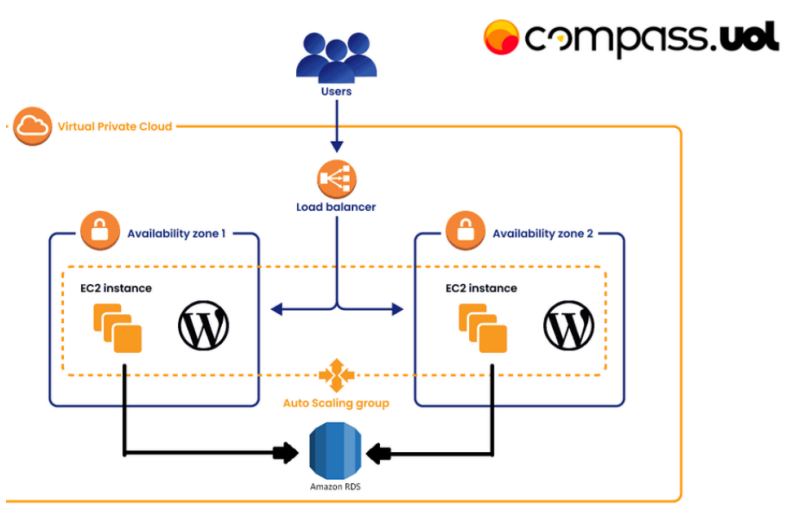 compass.uol
Users
Virtual Private Cloud
Load balancer
Availability zone 1
Availability zone 2
EC2 instance
EC2 instance
Auto Scaling group
Amazon RDS